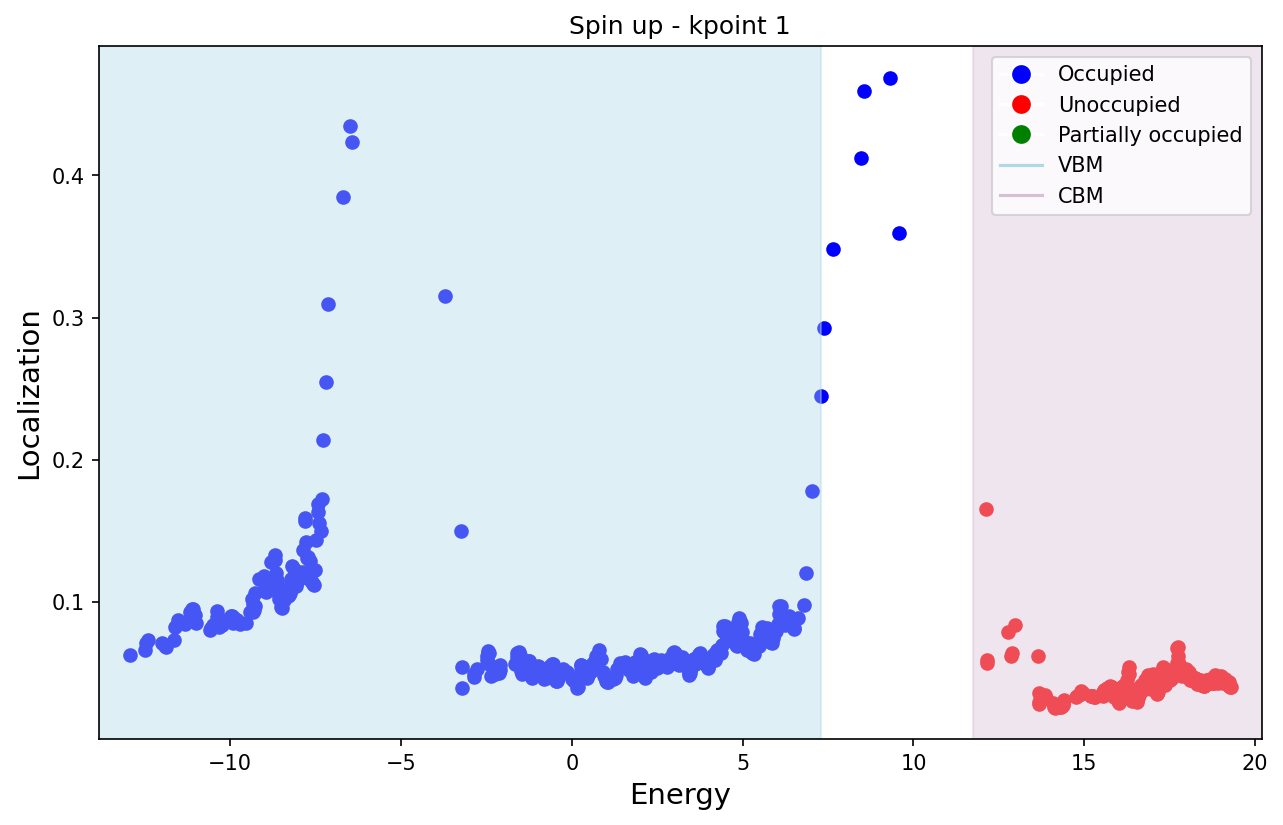 Spin up - kpoint 1
Localization
0.4
0.3
0.2
0.1
Occupied
Unoccupied
Partially occupied
VBM
CBM
−10
−5
0
5
10
15
20
Energy